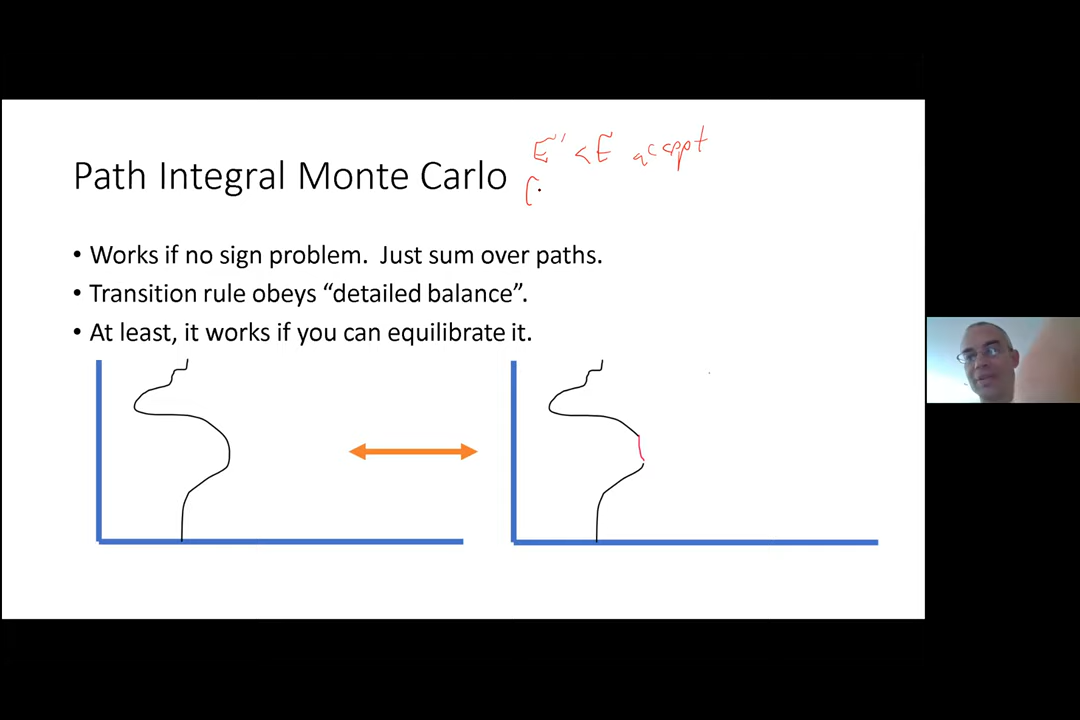 E' < E accept
Path Integral Monte Carlo
• Works if no sign problem. Just sum over paths.
• Transition rule obeys “detailed balance”.
• At least, it works if you can equilibrate it.